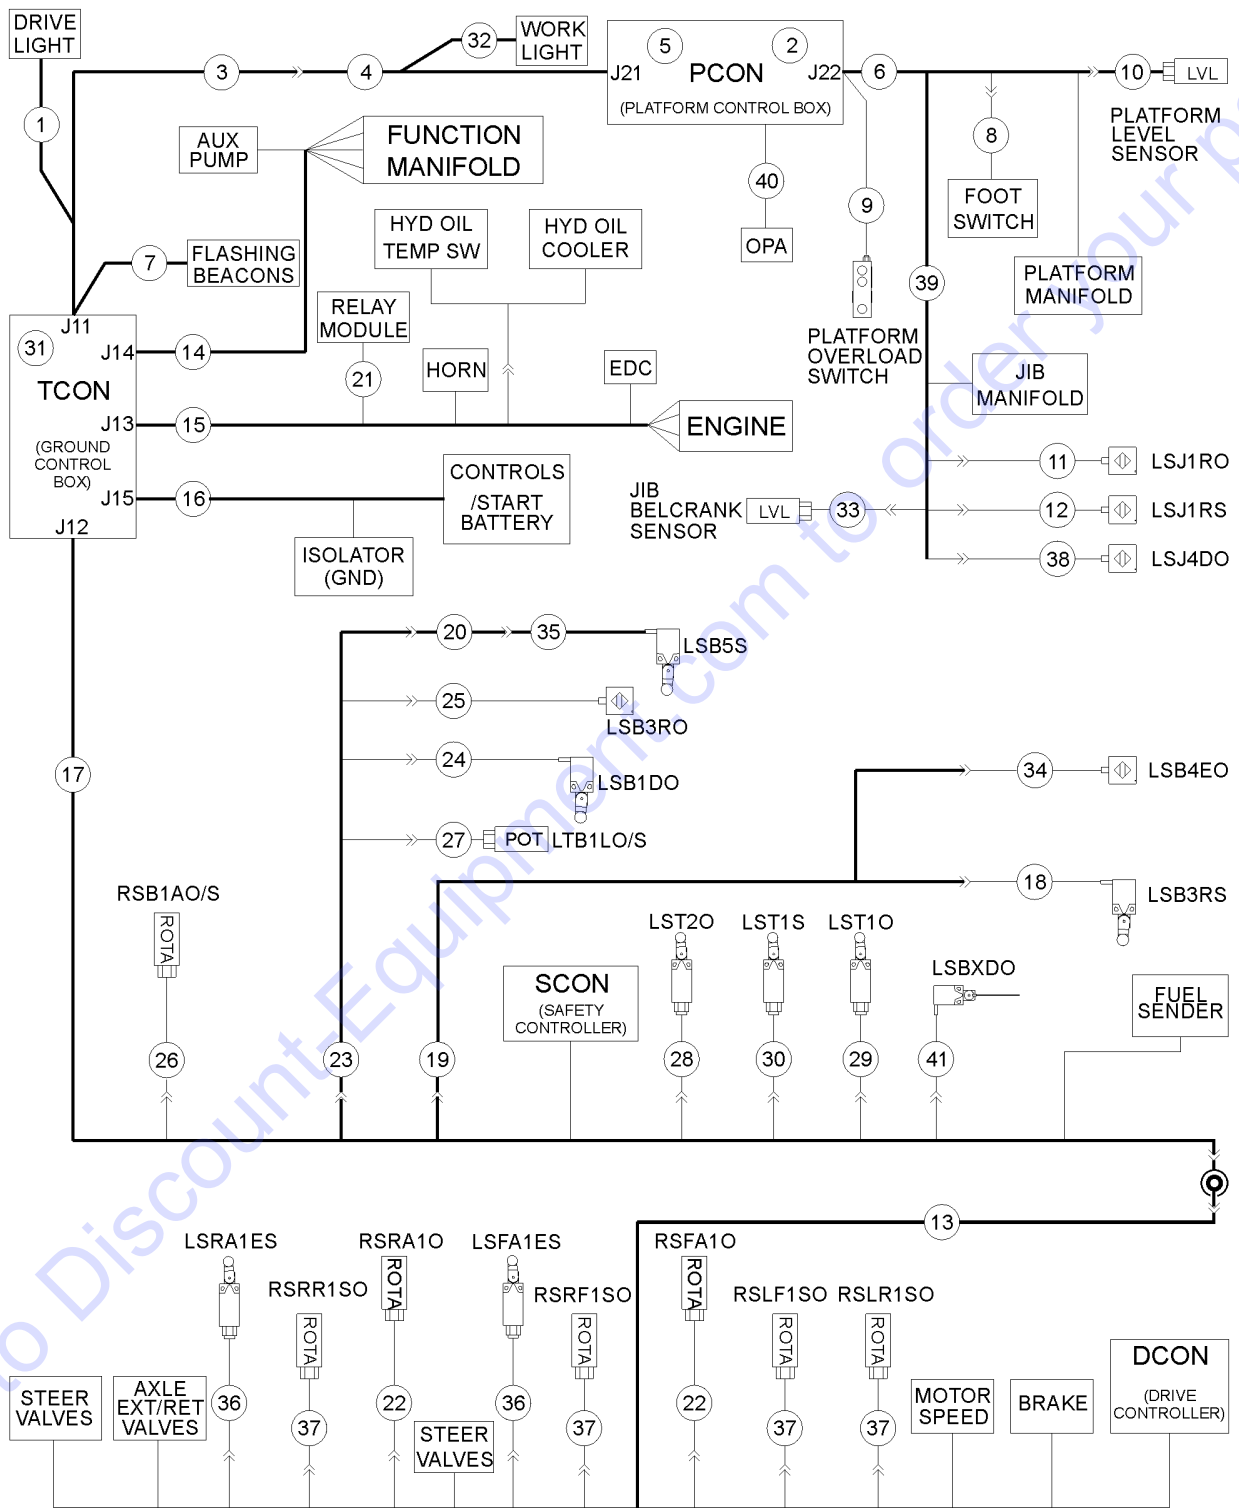 DRIVE
LIGHT
32
WORK
LIGHT
3
4
5
2
J21
PCON
J22
(PLATFORM CONTROL BOX)
6
10
LVL
PLATFORM
LEVEL
SENSOR
1
AUX
PUMP
FUNCTION
MANIFOLD
8
40
9
FOOT
SWITCH
OPA
HYD OIL
TEMP SW
HYD OIL
COOLER
7
FLASHING
BEACONS
39
PLATFORM
MANIFOLD
RELAY
MODULE
PLATFORM
OVERLOAD
SWITCH
J11
31
J14
14
TCON
J13
15
(GROUND
CONTROL
BOX)
J15
16
J12
21
HORN
EDC
ENGINE
JIB
MANIFOLD
CONTROLS
/START
BATTERY
ISOLATOR
(GND)
JIB
BELCRANK
SENSOR
LVL
33
11
LSJ1RO
12
LSJ1RS
38
LSJ4DO
20
35
LSB5S
25
LSB3RO
24
LSB1DO
27
POT
LTB1LO/S
17
34
LSB4EO
18
LSB3RS
RSB1AO/S
ROTA
LST2O
LST1S
LST1O
LSBXDO
SCON
(SAFETY
CONTROLLER)
FUEL
SENDER
26
23
19
28
30
29
41
13
LSRA1ES
RSRR1SO
ROTA
RSRA1O
ROTA
LSFA1ES
RSRF1SO
ROTA
RSFA1O
ROTA
RSLF1SO
ROTA
RSLR1SO
ROTA
DCON
(DRIVE
CONTROLLER)
STEER
VALVES
AXLE
EXT/RET
VALVES
36
37
22
STEER
VALVES
36
37
22
37
37
MOTOR
SPEED
BRAKE
to Discount-Equipment.com to order your p